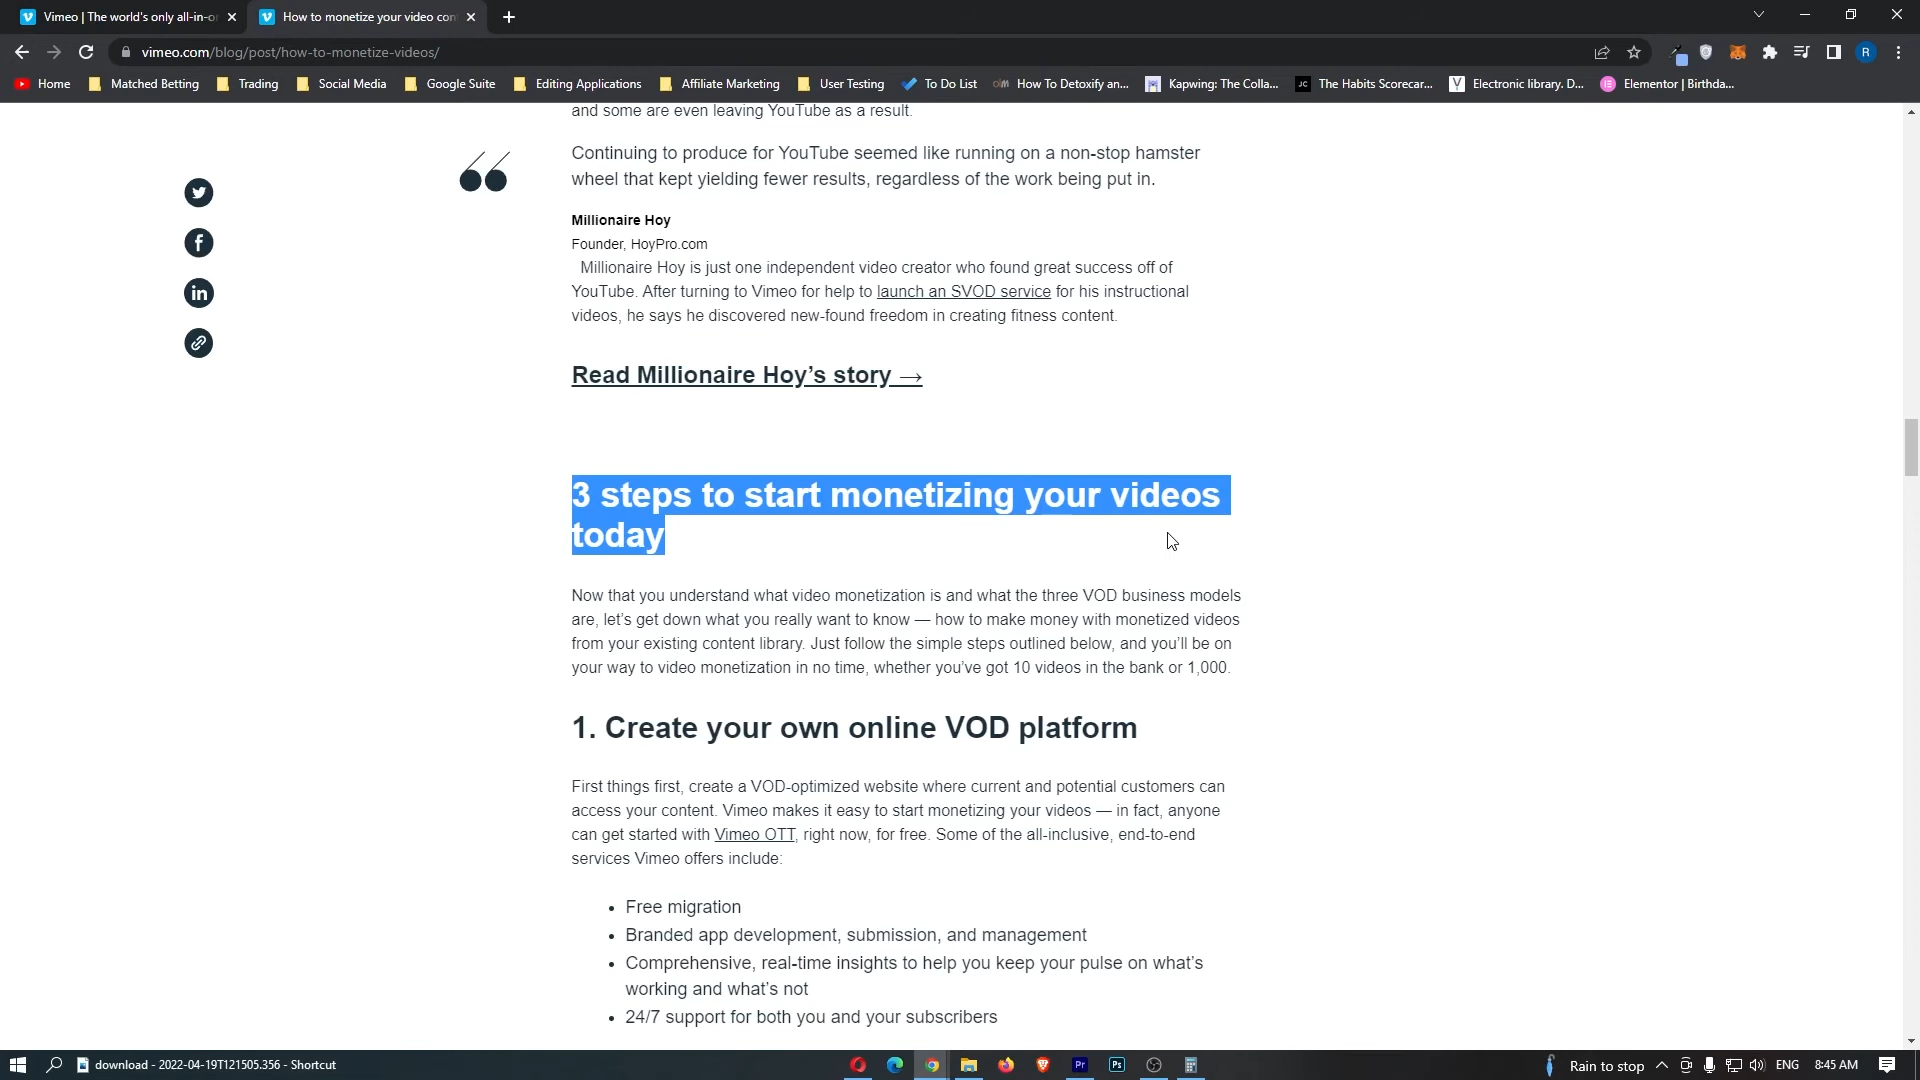 Vimeo | The world's only all-in-o
How to monetize your video con
vimeo.com/blog/post/how-to-monetize-videos/
R
Home
Matched Betting
Trading
Social Media
Google Suite
Editing Applications
Affiliate Marketing
User Testing
To Do List
How To Detoxify an...
Kapwing: The Colla...
The Habits Scorecar...
Electronic library. D...
Elementor | Birthda...
and some are even leaving YouTube as a result.
Continuing to produce for YouTube seemed like running on a non-stop hamster
wheel that kept yielding fewer results, regardless of the work being put in.
Millionaire Hoy
Founder, HoyPro.com
Millionaire Hoy is just one independent video creator who found great success off of
YouTube. After turning to Vimeo for help to launch an SVOD service for his instructional
videos, he says he discovered new-found freedom in creating fitness content.
Read Millionaire Hoy’s story →
3 steps to start monetizing your videos
today
Now that you understand what video monetization is and what the three VOD business models
are, let’s get down what you really want to know — how to make money with monetized videos
from your existing content library. Just follow the simple steps outlined below, and you’ll be on
your way to video monetization in no time, whether you’ve got 10 videos in the bank or 1,000.
1. Create your own online VOD platform
First things first, create a VOD-optimized website where current and potential customers can
access your content. Vimeo makes it easy to start monetizing your videos — in fact, anyone
can get started with Vimeo OTT, right now, for free. Some of the all-inclusive, end-to-end
services Vimeo offers include:
• Free migration
• Branded app development, submission, and management
• Comprehensive, real-time insights to help you keep your pulse on what’s
working and what’s not
• 24/7 support for both you and your subscribers
download - 2022-04-19T121505.356 - Shortcut
Pr
Ps
Rain to stop
ENG
8:45 AM